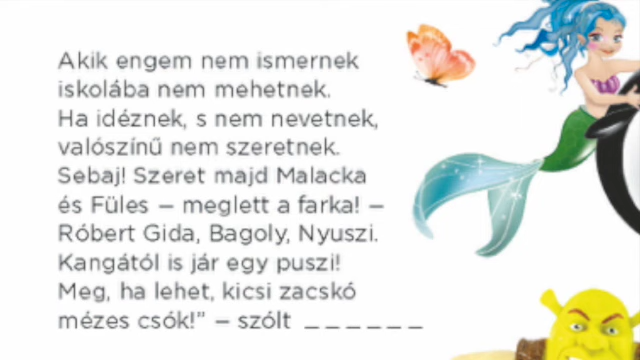 Akik engem nem ismernek
iskolába nem mehetnek.
Ha idéznek, s nem nevetnek,
valószínű nem szeretnek.
Sebaj! Szeret majd Malacka
és Füles – meglett a farka! –
Róbert Gida, Bagoly, Nyuszi.
Kangától is jár egy puszi!
Meg, ha lehet, kicsi zacskó
mézes csók!” – szólt _ _ _ _ _ _